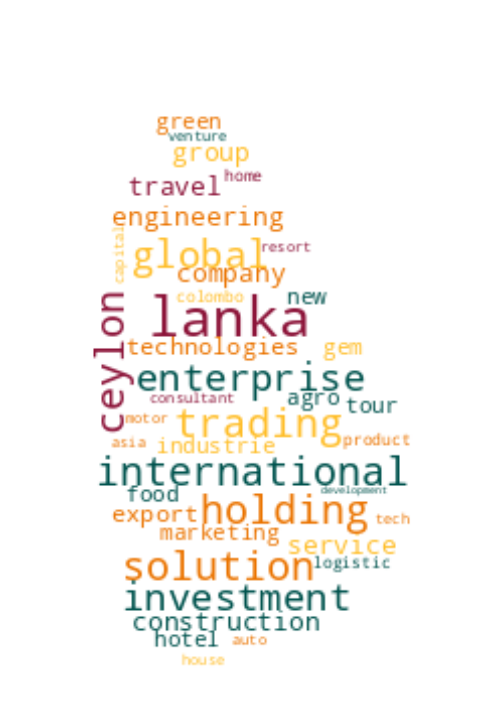 green
venture
group
home
travel
engineering
capital
global
resort
company
colombo
new
ceylon
lanka
technologies
gem
enterprise
consultant
agro
tour
motor
trading
asia
industrie
product
international
food
development
export
holding
tech
marketing
service
solution
logistic
investment
construction
hotel
auto
house